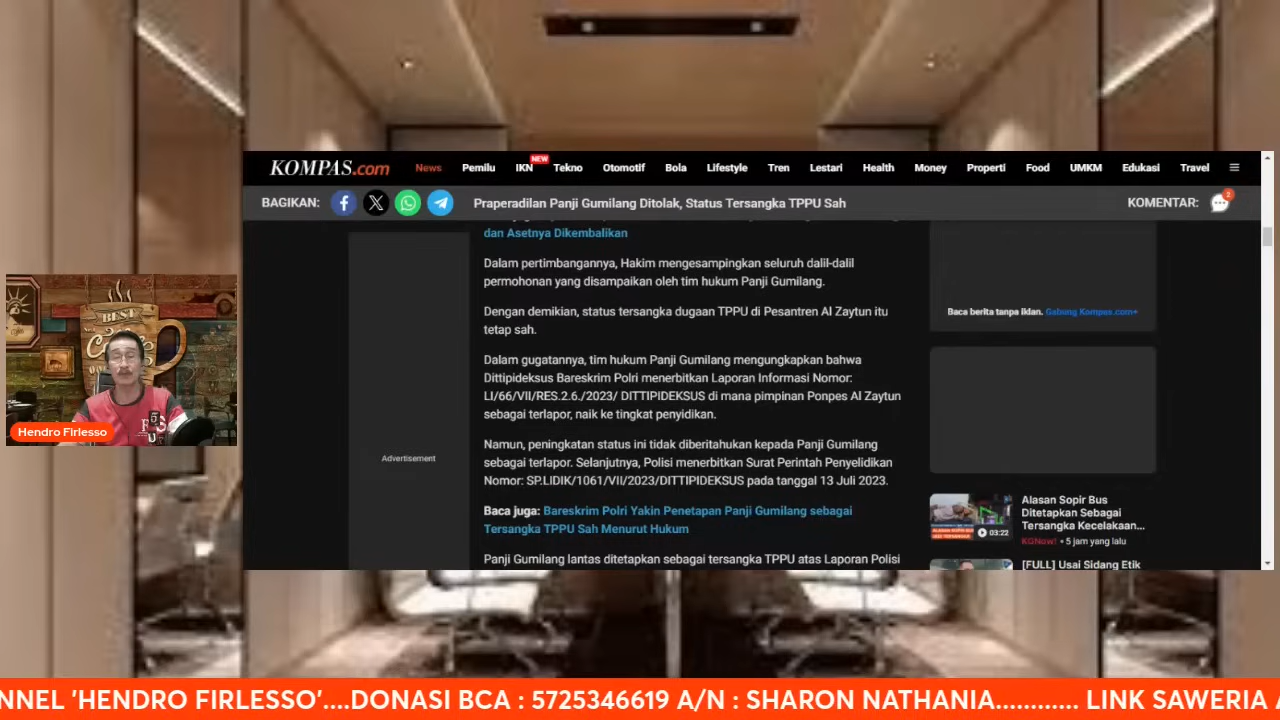 KOMPAS.com
News Pemilu IKN NEW Tekno Otomotif Bola Lifestyle Tren Lestari Health Money Properti Food UMKM Edukasi Travel
BAGIKAN:
Praperadilan Panji Gumilang Ditolak, Status Tersangka TPPU Sah
KOMENTAR:
2
dan Asetnya Dikembalikan
Dalam pertimbangannya, Hakim mengesampingkan seluruh dalil-dalil
permohonan yang disampaikan oleh tim hukum Panji Gumilang.
Dengan demikian, status tersangka dugaan TPPU di Pesantren Al Zaytun itu
tetap sah.
Dalam gugatannya, tim hukum Panji Gumilang mengungkapkan bahwa
Dittipideksus Bareskrim Polri menerbitkan Laporan Informasi Nomor:
LI/66/VII/RES.2.6./2023/ DITTIPIDEKSUS di mana pimpinan Ponpes Al Zaytun
sebagai terlapor, naik ke tingkat penyidikan.
Namun, peningkatan status ini tidak diberitahukan kepada Panji Gumilang
sebagai terlapor. Selanjutnya, Polisi menerbitkan Surat Perintah Penyelidikan
Nomor: SP.LIDIK/1061/VII/2023/DITTIPIDEKSUS pada tanggal 13 Juli 2023.
Baca juga: Bareskrim Polri Yakin Penetapan Panji Gumilang sebagai
Tersangka TPPU Sah Menurut Hukum
Panji Gumilang lantas ditetapkan sebagai tersangka TPPU atas Laporan Polisi
Advertisement
Baca berita tanpa iklan. Gabung Kompas.com+
03:22
Alasan Sopir Bus
Ditetapkan Sebagai
Tersangka Kecelakaan...
KGNow! • 5 jam yang lalu
[FULL] Usai Sidang Etik
BEST
Hendro Firlesso
NNEL 'HENDRO FIRLESSO'....DONASI BCA : 5725346619 A/N : SHARON NATHANIA............ LINK SAWERIA